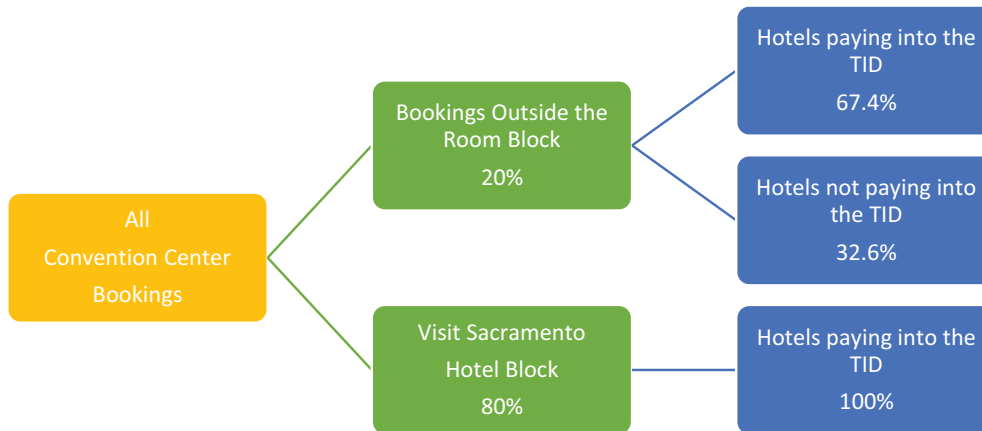 All
Convention Center
Bookings
Bookings Outside the
Room Block
20%
Visit Sacramento
Hotel Block
80%
Hotels paying into the
TID
67.4%
Hotels not paying into
the TID
32.6%
Hotels paying into the
TID
100%